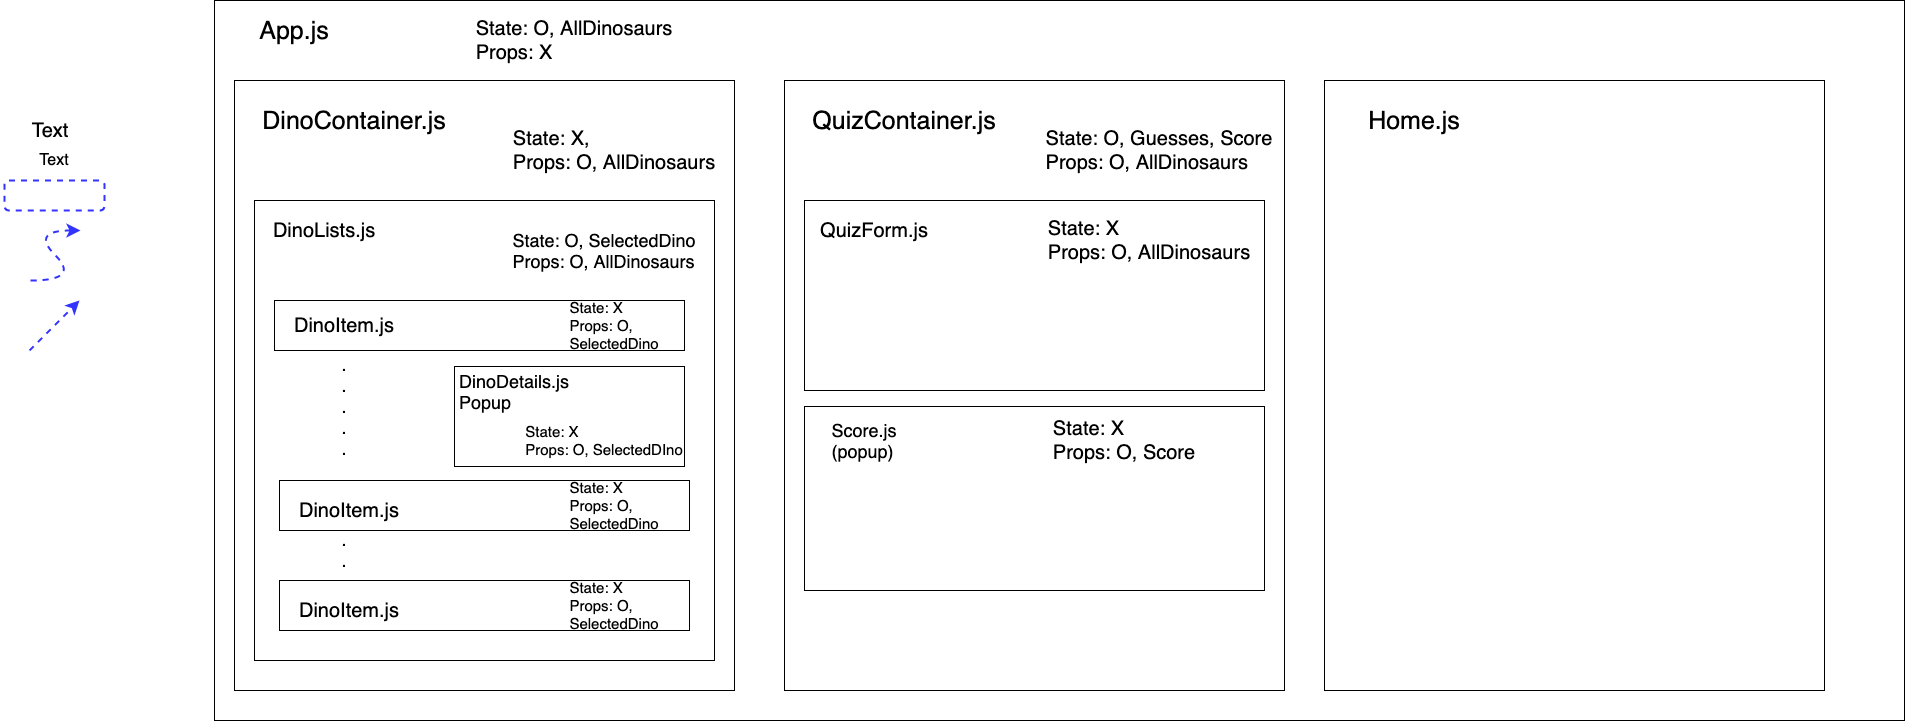 Text
Text
App.js
State: O, AllDinosaurs
Props: X
DinoContainer.js
State: X,
Props: O, AllDinosaurs
DinoLists.js
State: O, SelectedDino
Props: O, AllDinosaurs
DinoItem.js
State: X
Props: O,
SelectedDino
.
.
.
.
.
DinoDetails.js
Popup
State: X
Props: O, SelectedDIno
DinoItem.js
State: X
Props: O,
SelectedDino
.
.
DinoItem.js
State: X
Props: O,
SelectedDino
QuizContainer.js
State: O, Guesses, Score
Props: O, AllDinosaurs
QuizForm.js
State: X
Props: O, AllDinosaurs
Score.js
(popup)
State: X
Props: O, Score
Home.js